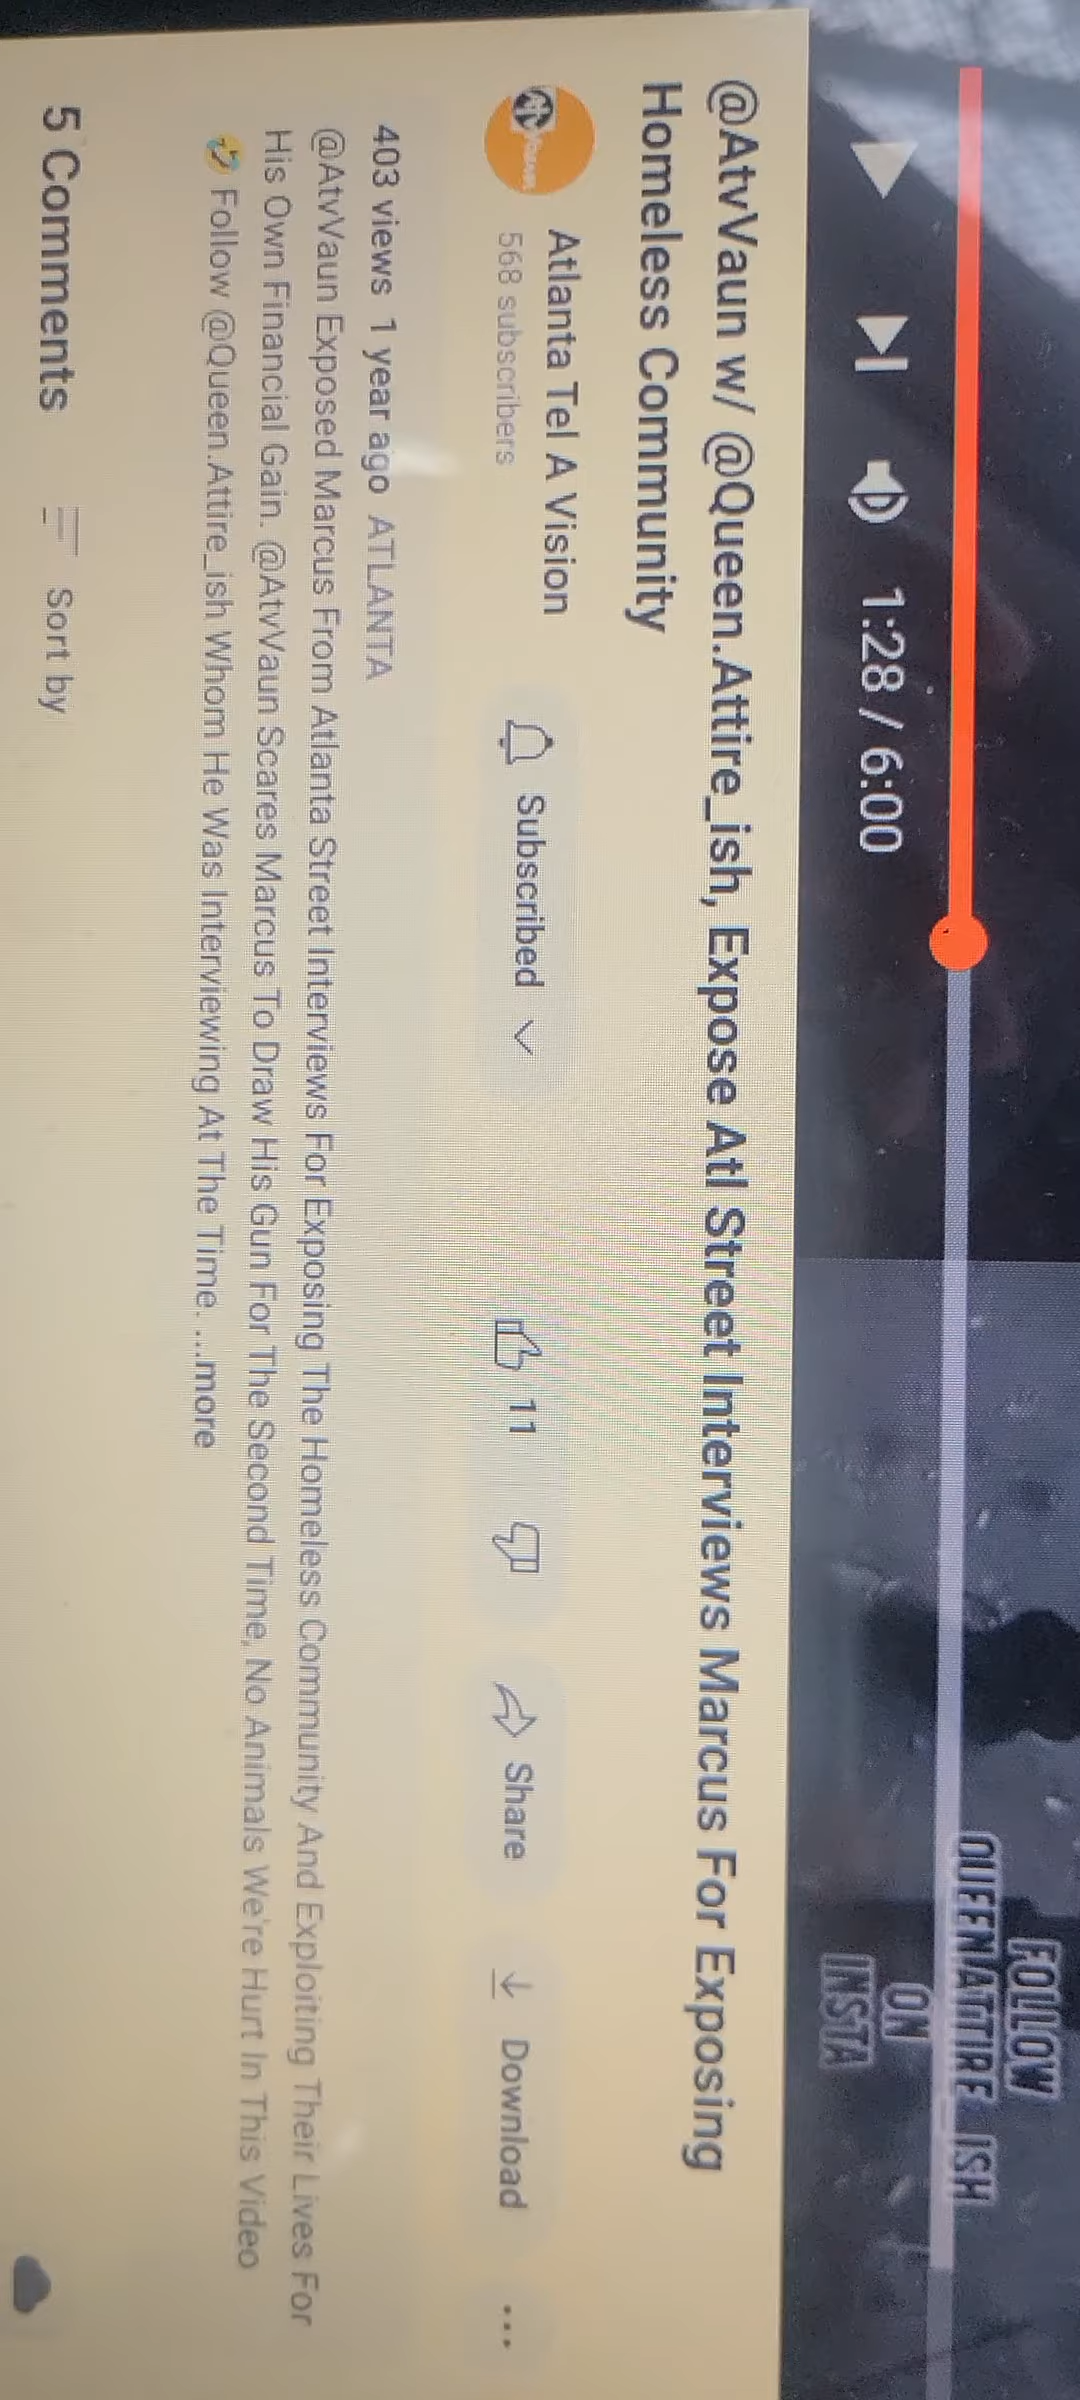 FOLLOW
QUEENATTIRE_ISH
ON
INSTA
1:28 / 6:00
@AtvVaun w/ @Queen.Attire_ish, Expose Atl Street Interviews Marcus For Exposing
Homeless Community
Atlanta Tel A Vision
568 subscribers
Subscribed
11
Share
Download
403 views 1 year ago ATLANTA
@AtvVaun Exposed Marcus From Atlanta Street Interviews For Exposing The Homeless Community And Exploiting Their Lives For
His Own Financial Gain. @AtvVaun Scares Marcus To Draw His Gun For The Second Time, No Animals We're Hurt In This Video
🤣 Follow @Queen.Attire_ish Whom He Was Interviewing At The Time. ...more
5 Comments
Sort by